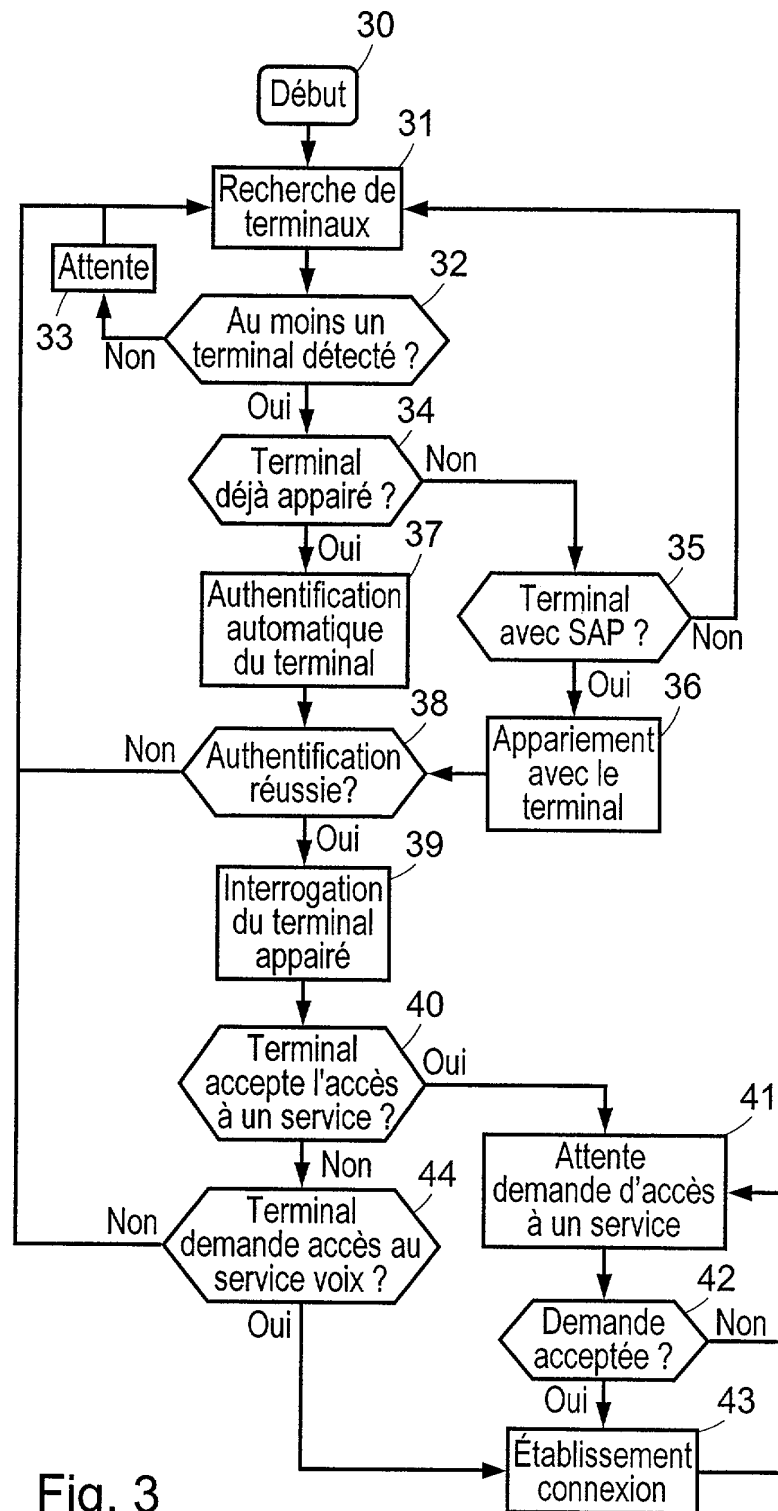 30
Début
31
Recherche de
terminaux
Attente
33
32
Au moins un
terminal détecté ?
Non
Oui
34
Terminal
déjà appairé ?
Non
Oui
37
Authentification
automatique
du terminal
35
Terminal
avec SAP ?
Non
Oui
36
Appariement
avec le
terminal
38
Non
Authentification
réussie?
Oui
39
Interrogation
du terminal
appairé
40
Terminal
accepte l'accès
à un service ?
Oui
Non
41
Attente
demande d'accès
à un service
44
Non
Terminal
demande accès au
service voix ?
Oui
42
Demande
acceptée ?
Non
Oui
43
Établissement
connexion
Fig. 3